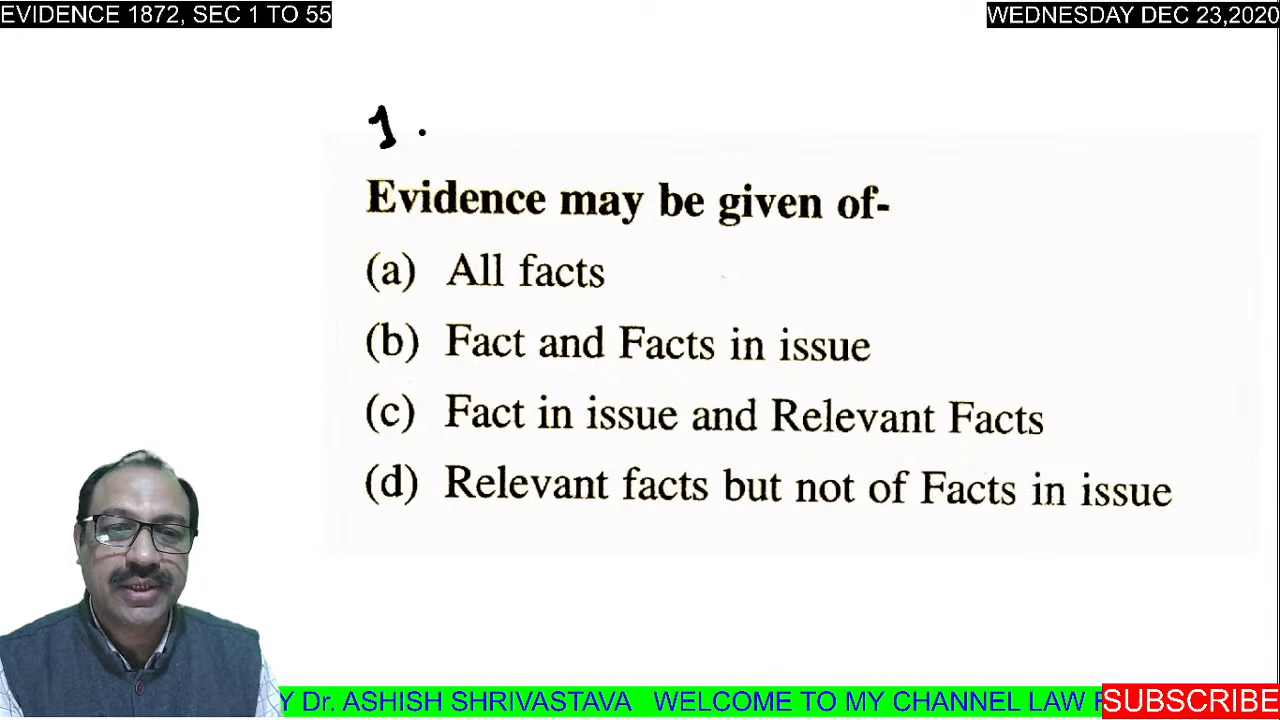 EVIDENCE 1872, SEC 1 TO 55
WEDNESDAY DEC 23,2020
1.
Evidence may be given of-
(a) All facts
(b) Fact and Facts in issue
(c) Fact in issue and Relevant Facts
(d) Relevant facts but not of Facts in issue
Y Dr. ASHISH SHRIVASTAVA WELCOME TO MY CHANNEL LAW
SUBSCRIBE